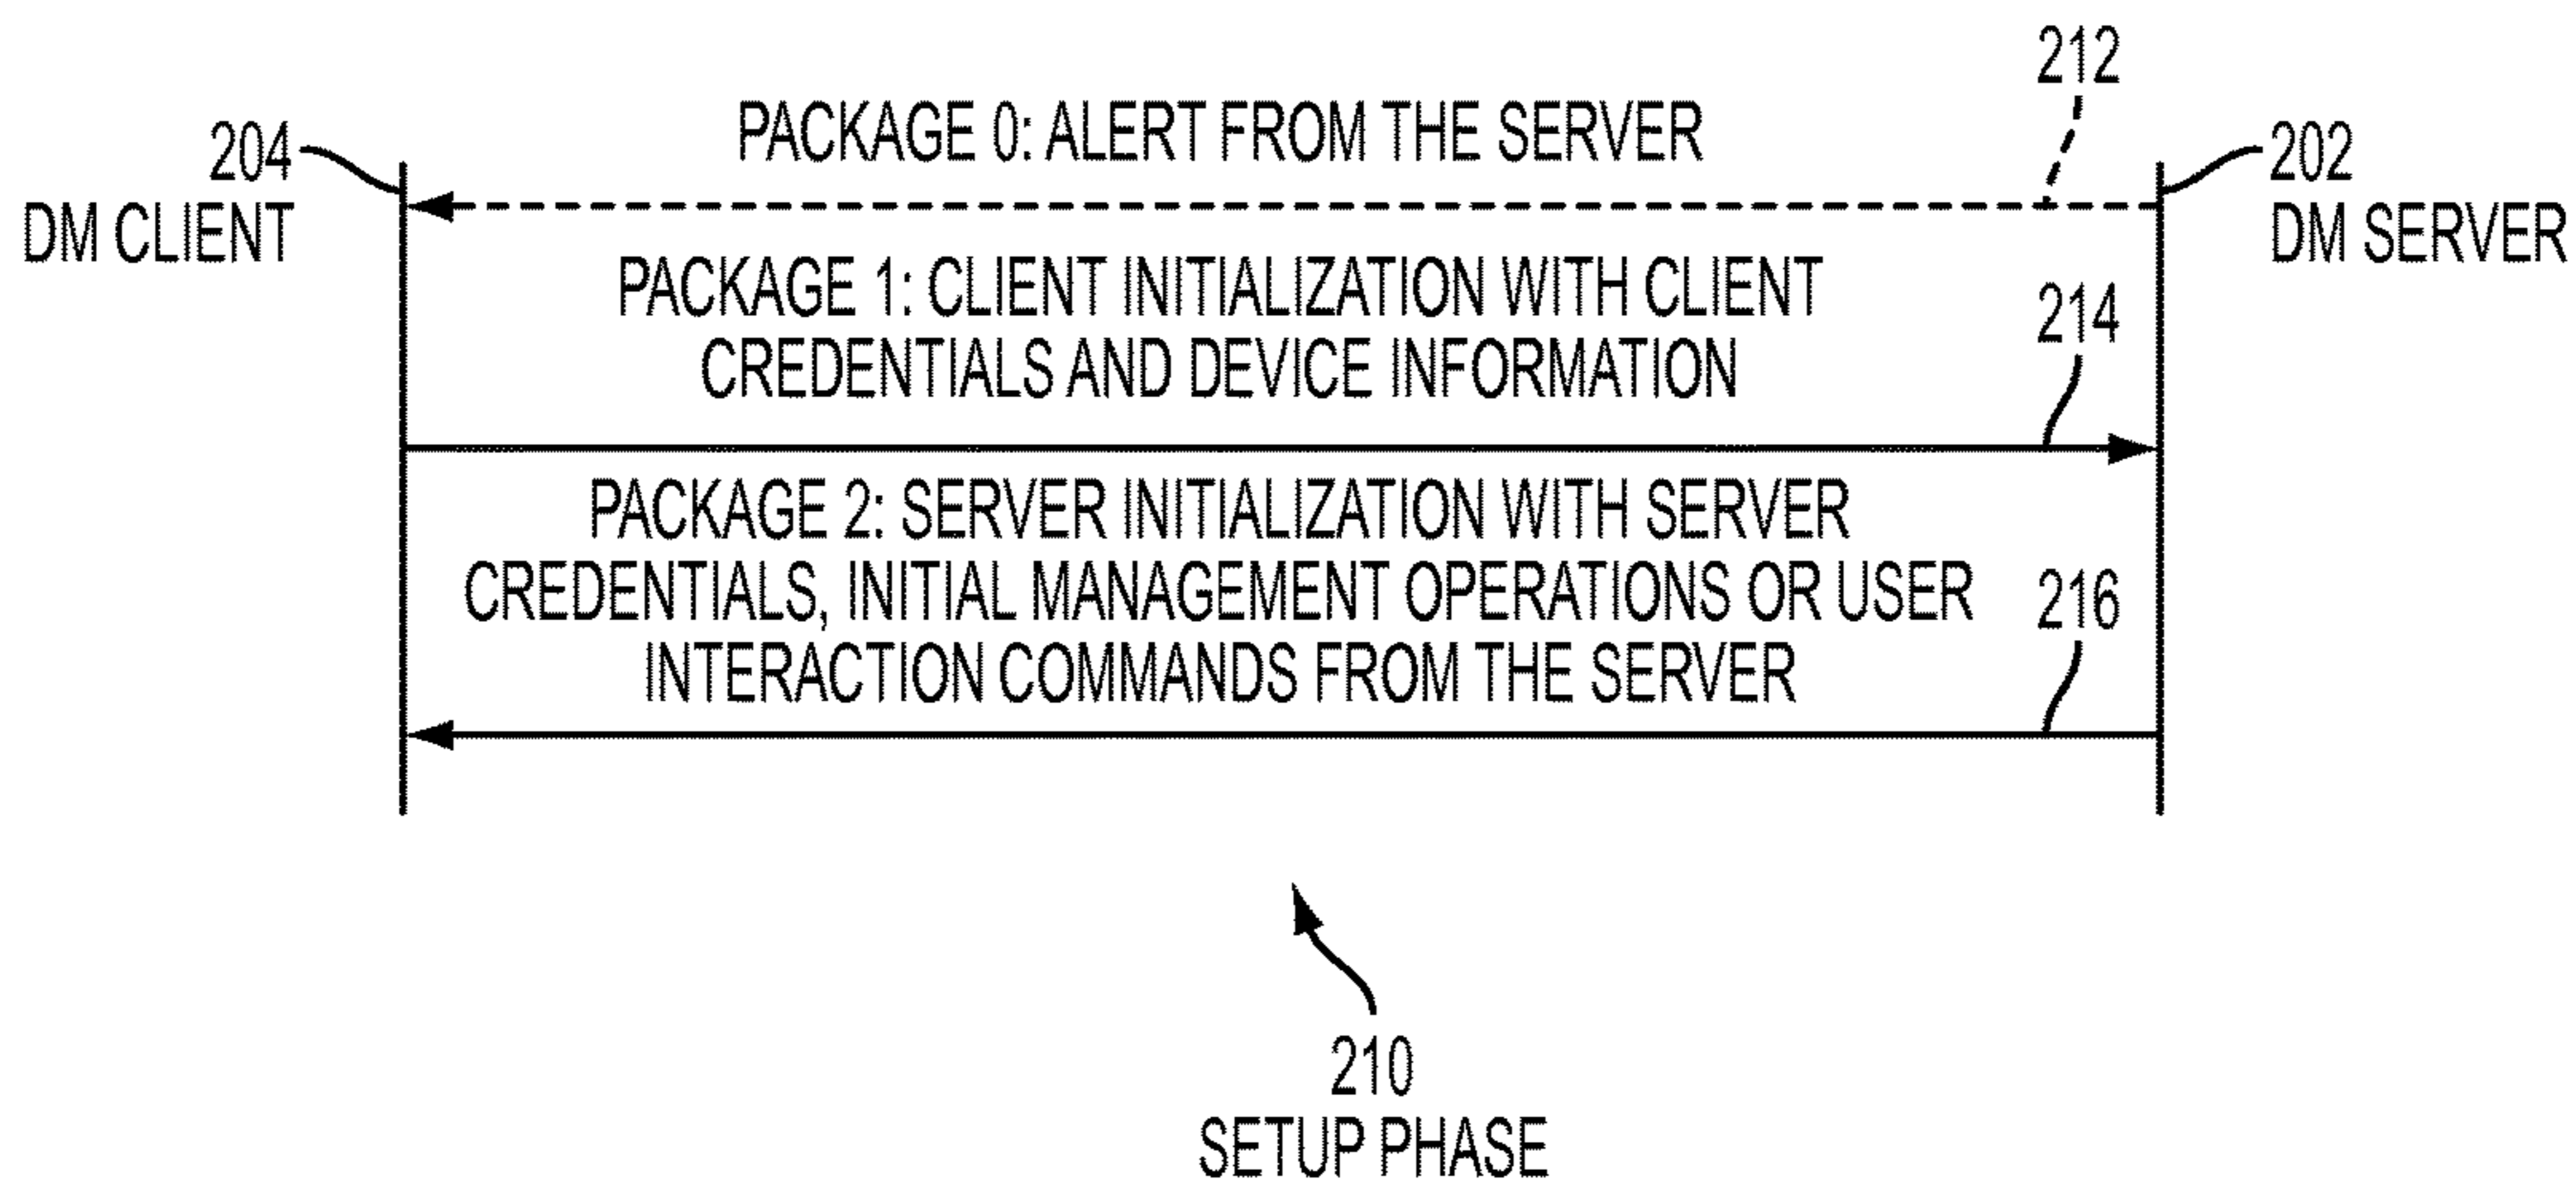 212
PACKAGE 0: ALERT FROM THE SERVER
204
DM CLIENT
202
DM SERVER
PACKAGE 1: CLIENT INITIALIZATION WITH CLIENT
CREDENTIALS AND DEVICE INFORMATION
214
PACKAGE 2: SERVER INITIALIZATION WITH SERVER
CREDENTIALS, INITIAL MANAGEMENT OPERATIONS OR USER
INTERACTION COMMANDS FROM THE SERVER
216
210
SETUP PHASE